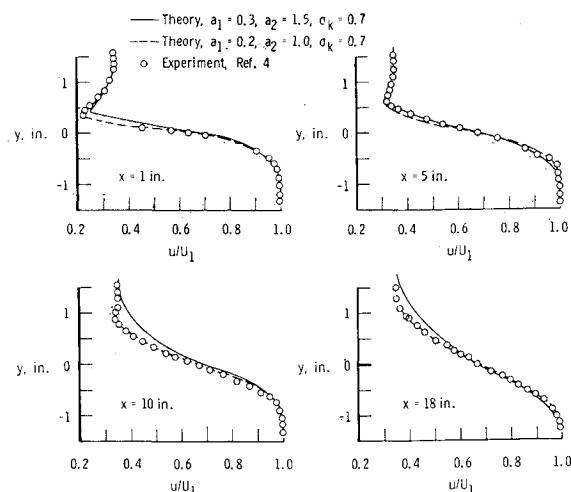 Theory, a1 = 0.3, a2 = 1.5, σk = 0.7
Theory, a1 = 0.2, a2 = 1.0, σk = 0.7
Experiment, Ref. 4
1
y, in. 0
-1
x = 1 in.
0.2 0.4 0.6 0.8 1.0
u/U1
1
y, in. 0
-1
x = 5 in.
0.2 0.4 0.6 0.8 1.0
u/U1
1
y, in. 0
-1
x = 10 in.
0.2 0.4 0.6 0.8 1.0
u/U1
1
y, in. 0
-1
x = 18 in.
0.2 0.4 0.6 0.8 1.0
u/U1